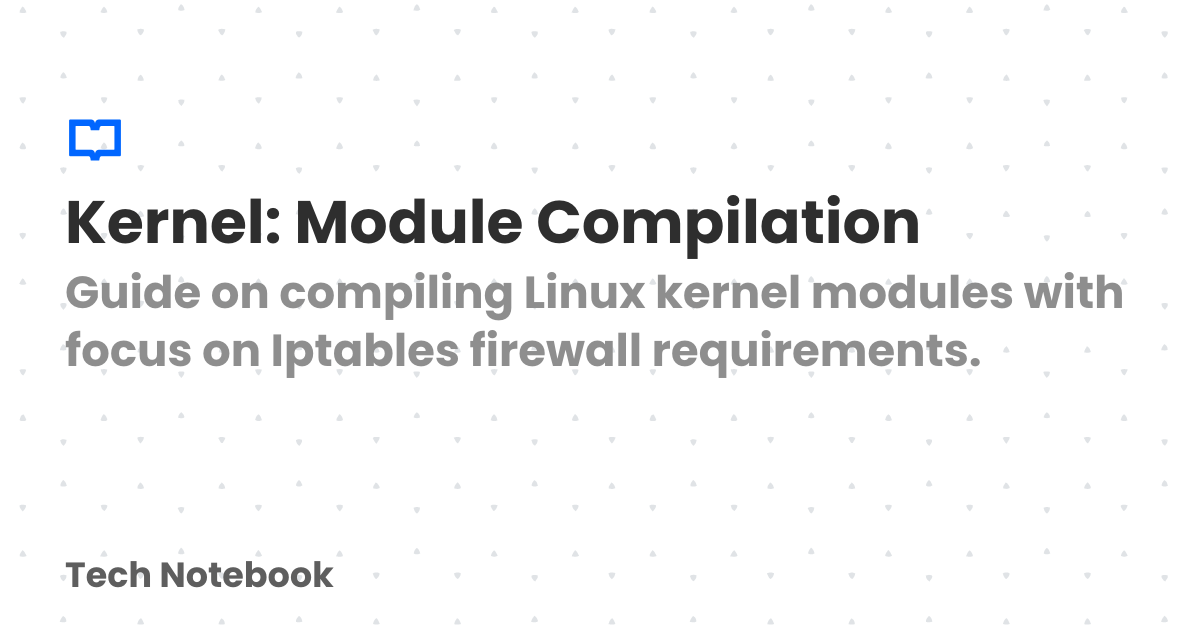 Kernel: Module Compilation
Guide on compiling Linux kernel modules with
focus on Iptables firewall requirements.
Tech Notebook